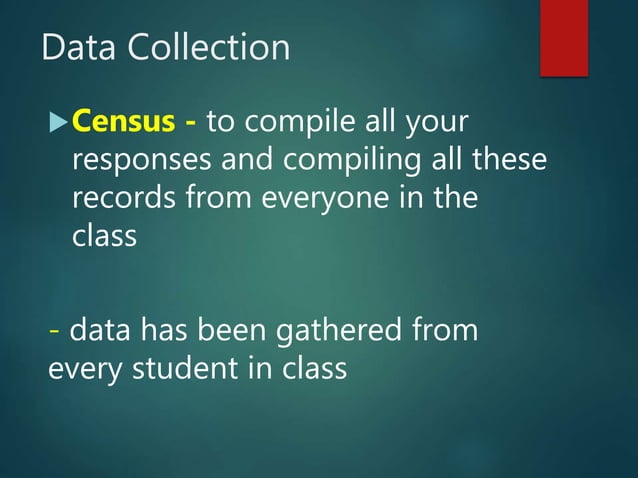 Data Collection
Census - to compile all your
responses and compiling all these
records from everyone in the
class
- data has been gathered from
every student in class